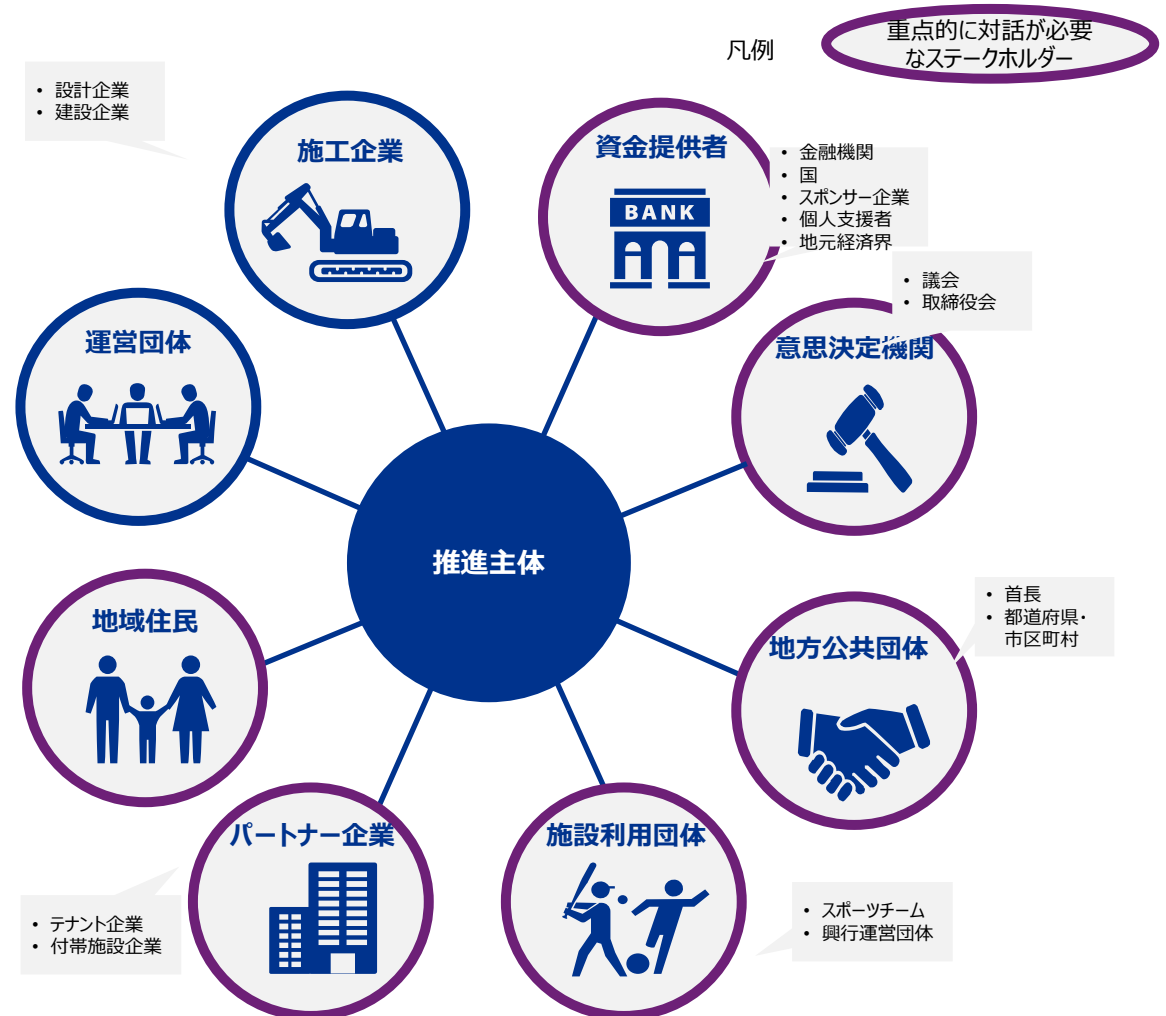 凡例
重点的に対話が必要
なステークホルダー
• 設計企業
• 建設企業
施工企業
資金提供者
BANK
• 金融機関
• 国
• スポンサー企業
• 個人支援者
• 地元経済界
• 議会
• 取締役会
意思決定機関
運営団体
推進主体
• 首長
• 都道府県・
市区町村
地方公共団体
地域住民
パートナー企業
• テナント企業
• 付帯施設企業
施設利用団体
• スポーツチーム
• 興行運営団体